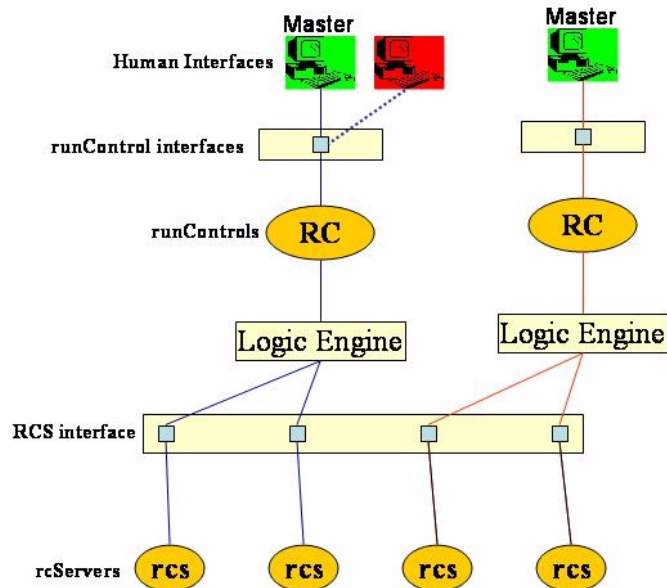 Master
Master
Human Interfaces
runControl interfaces
runControls
RC
RC
Logic Engine
Logic Engine
RCS interface
rcServers
rcs
rcs
rcs
rcs